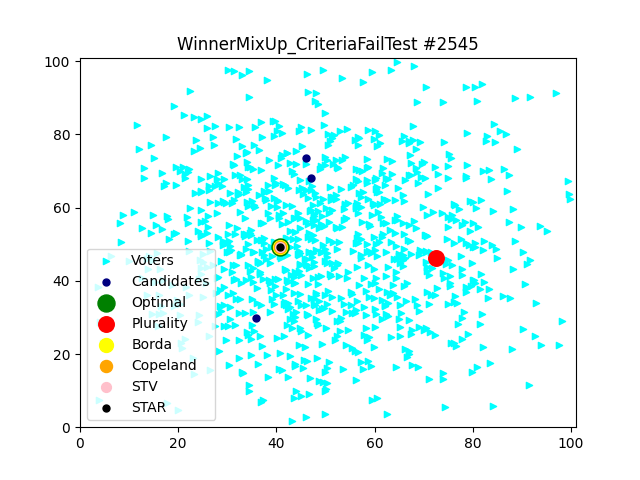 WinnerMixUp_CriteriaFailTest #2545
100
80
60
40
20
0
0
20
40
60
80
100
Voters
Candidates
Optimal
Plurality
Borda
Copeland
STV
STAR